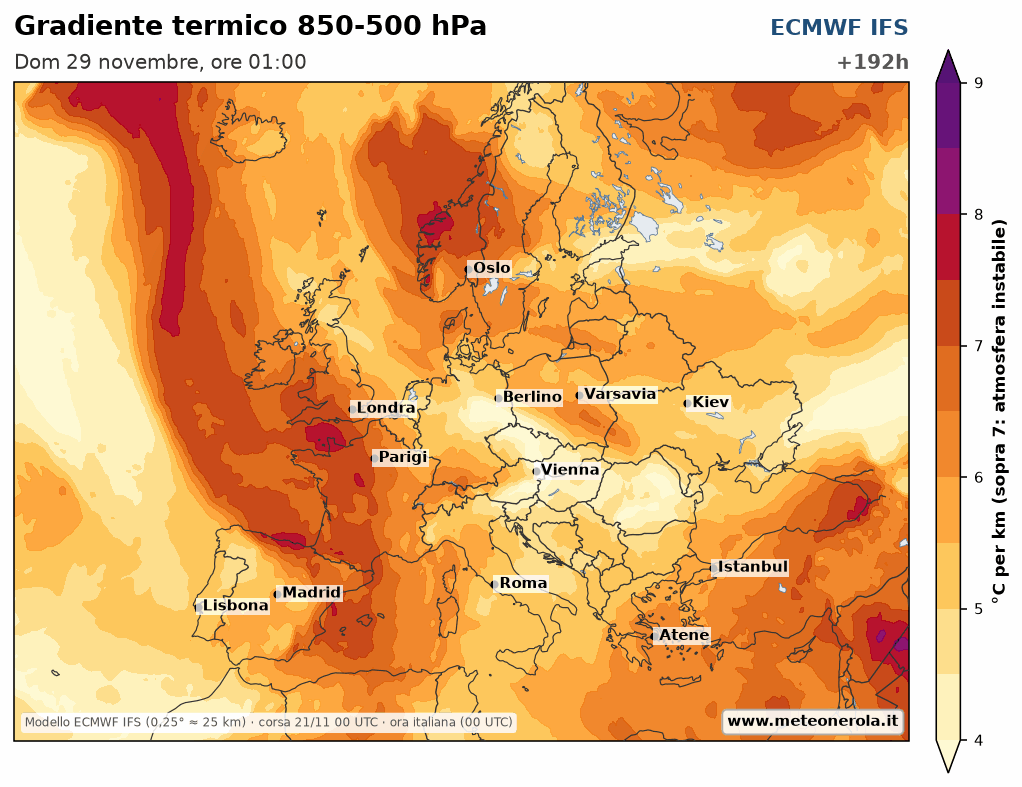 Gradiente termico 850-500 hPa
ECMWF IFS
Dom 29 novembre, ore 01:00
+192h
Oslo
Berlino
Varsavia
Kiev
Londra
Parigi
Vienna
Istanbul
Roma
Madrid
Lisbona
Atene
9
8
7
6
5
4
°C per km (sopra 7: atmosfera instabile)
Modello ECMWF IFS (0,25° ≈ 25 km) · corsa 21/11 00 UTC · ora italiana (00 UTC)
www.meteonerola.it